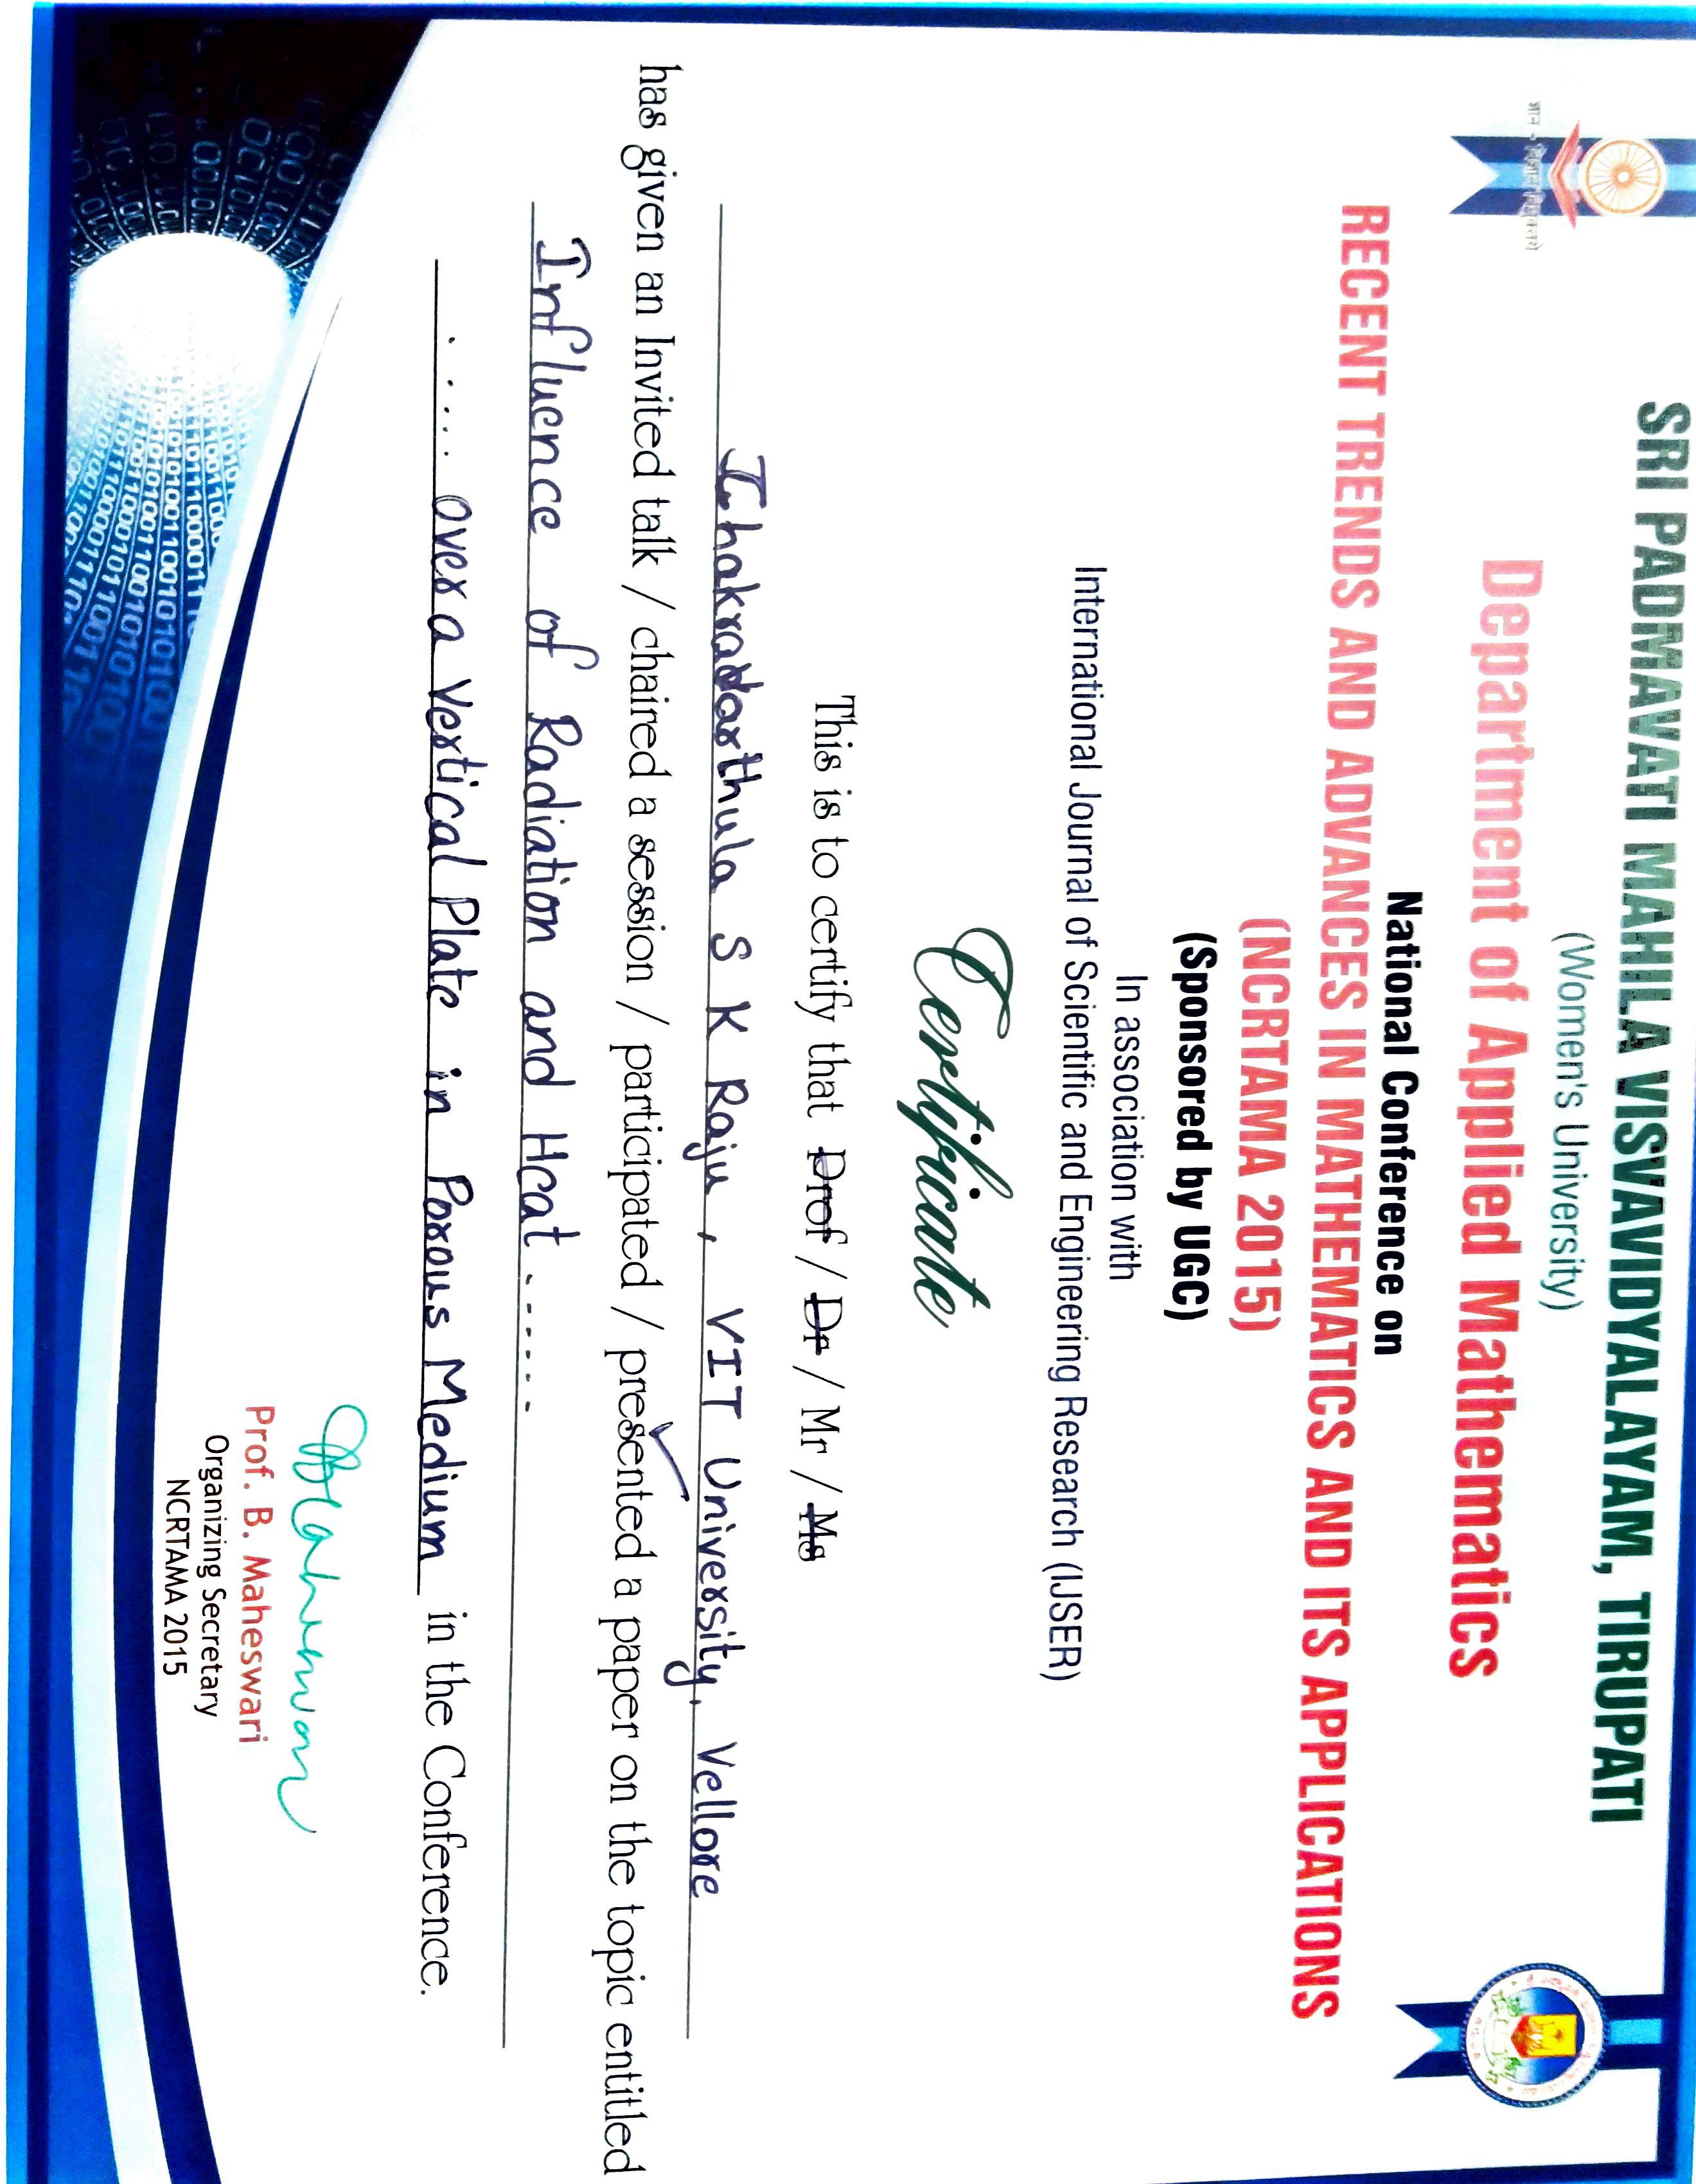 SRI PADMAVATI MAHILA VISVAVIDYALAYAM, TIRUPATI
(Women's University)
Department of Applied Mathematics
National Conference on
RECENT TRENDS AND ADVANCES IN MATHEMATICS AND ITS APPLICATIONS
(NCRTAMA 2015)
(Sponsored by UGC)
In association with
International Journal of Scientific and Engineering Research (IJSER)
Certificate
This is to certify that Prof / Dr / Mr / Ms
Chakravarthula S K Raju, VIT University, Vellore
has given an Invited talk / chaired a session / participated / presented a paper on the topic entitled
Influence of Radiation and Heat ......
..... over a Vertical Plate in Porous Medium in the Conference.
Prof. B. Maheswari
Organizing Secretary
NCRTAMA 2015